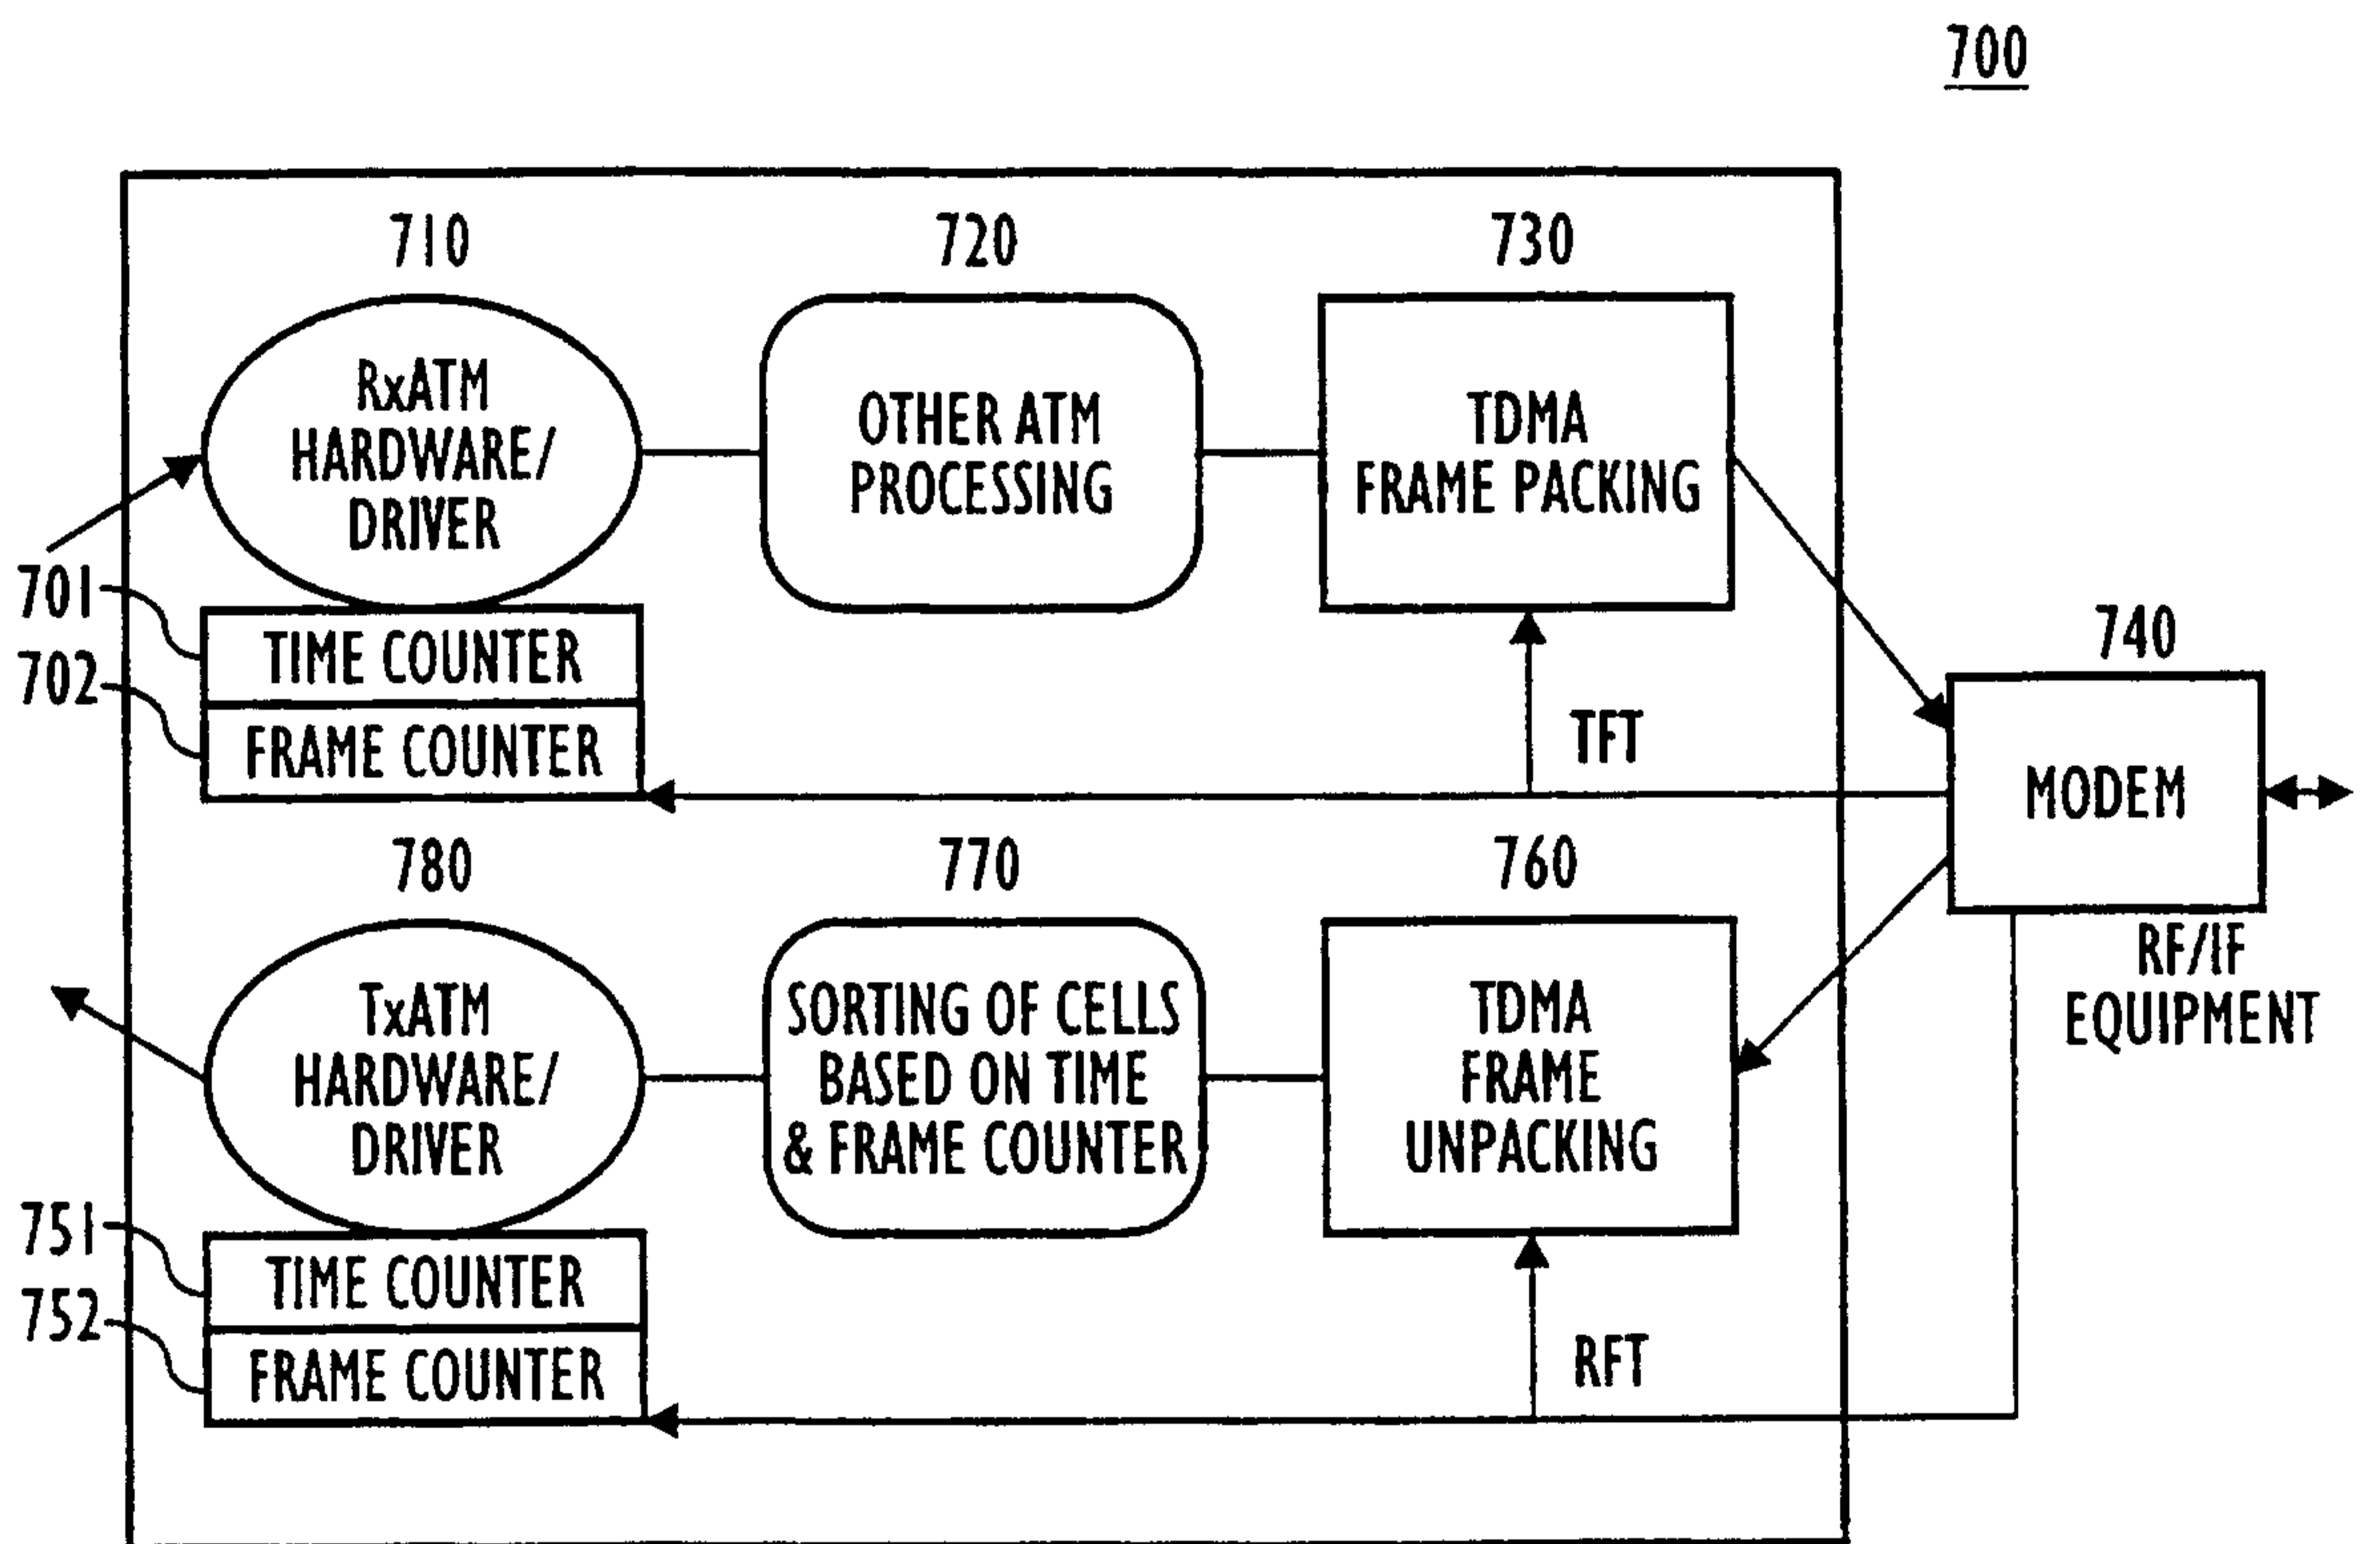 700
710
720
730
RxATM
HARDWARE/
DRIVER
OTHER ATM
PROCESSING
TDMA
FRAME PACKING
701
TIME COUNTER
702
FRAME COUNTER
TFT
740
MODEM
RF/IF
EQUIPMENT
780
770
760
TxATM
HARDWARE/
DRIVER
SORTING OF CELLS
BASED ON TIME
& FRAME COUNTER
TDMA
FRAME
UNPACKING
751
TIME COUNTER
752
FRAME COUNTER
RFT